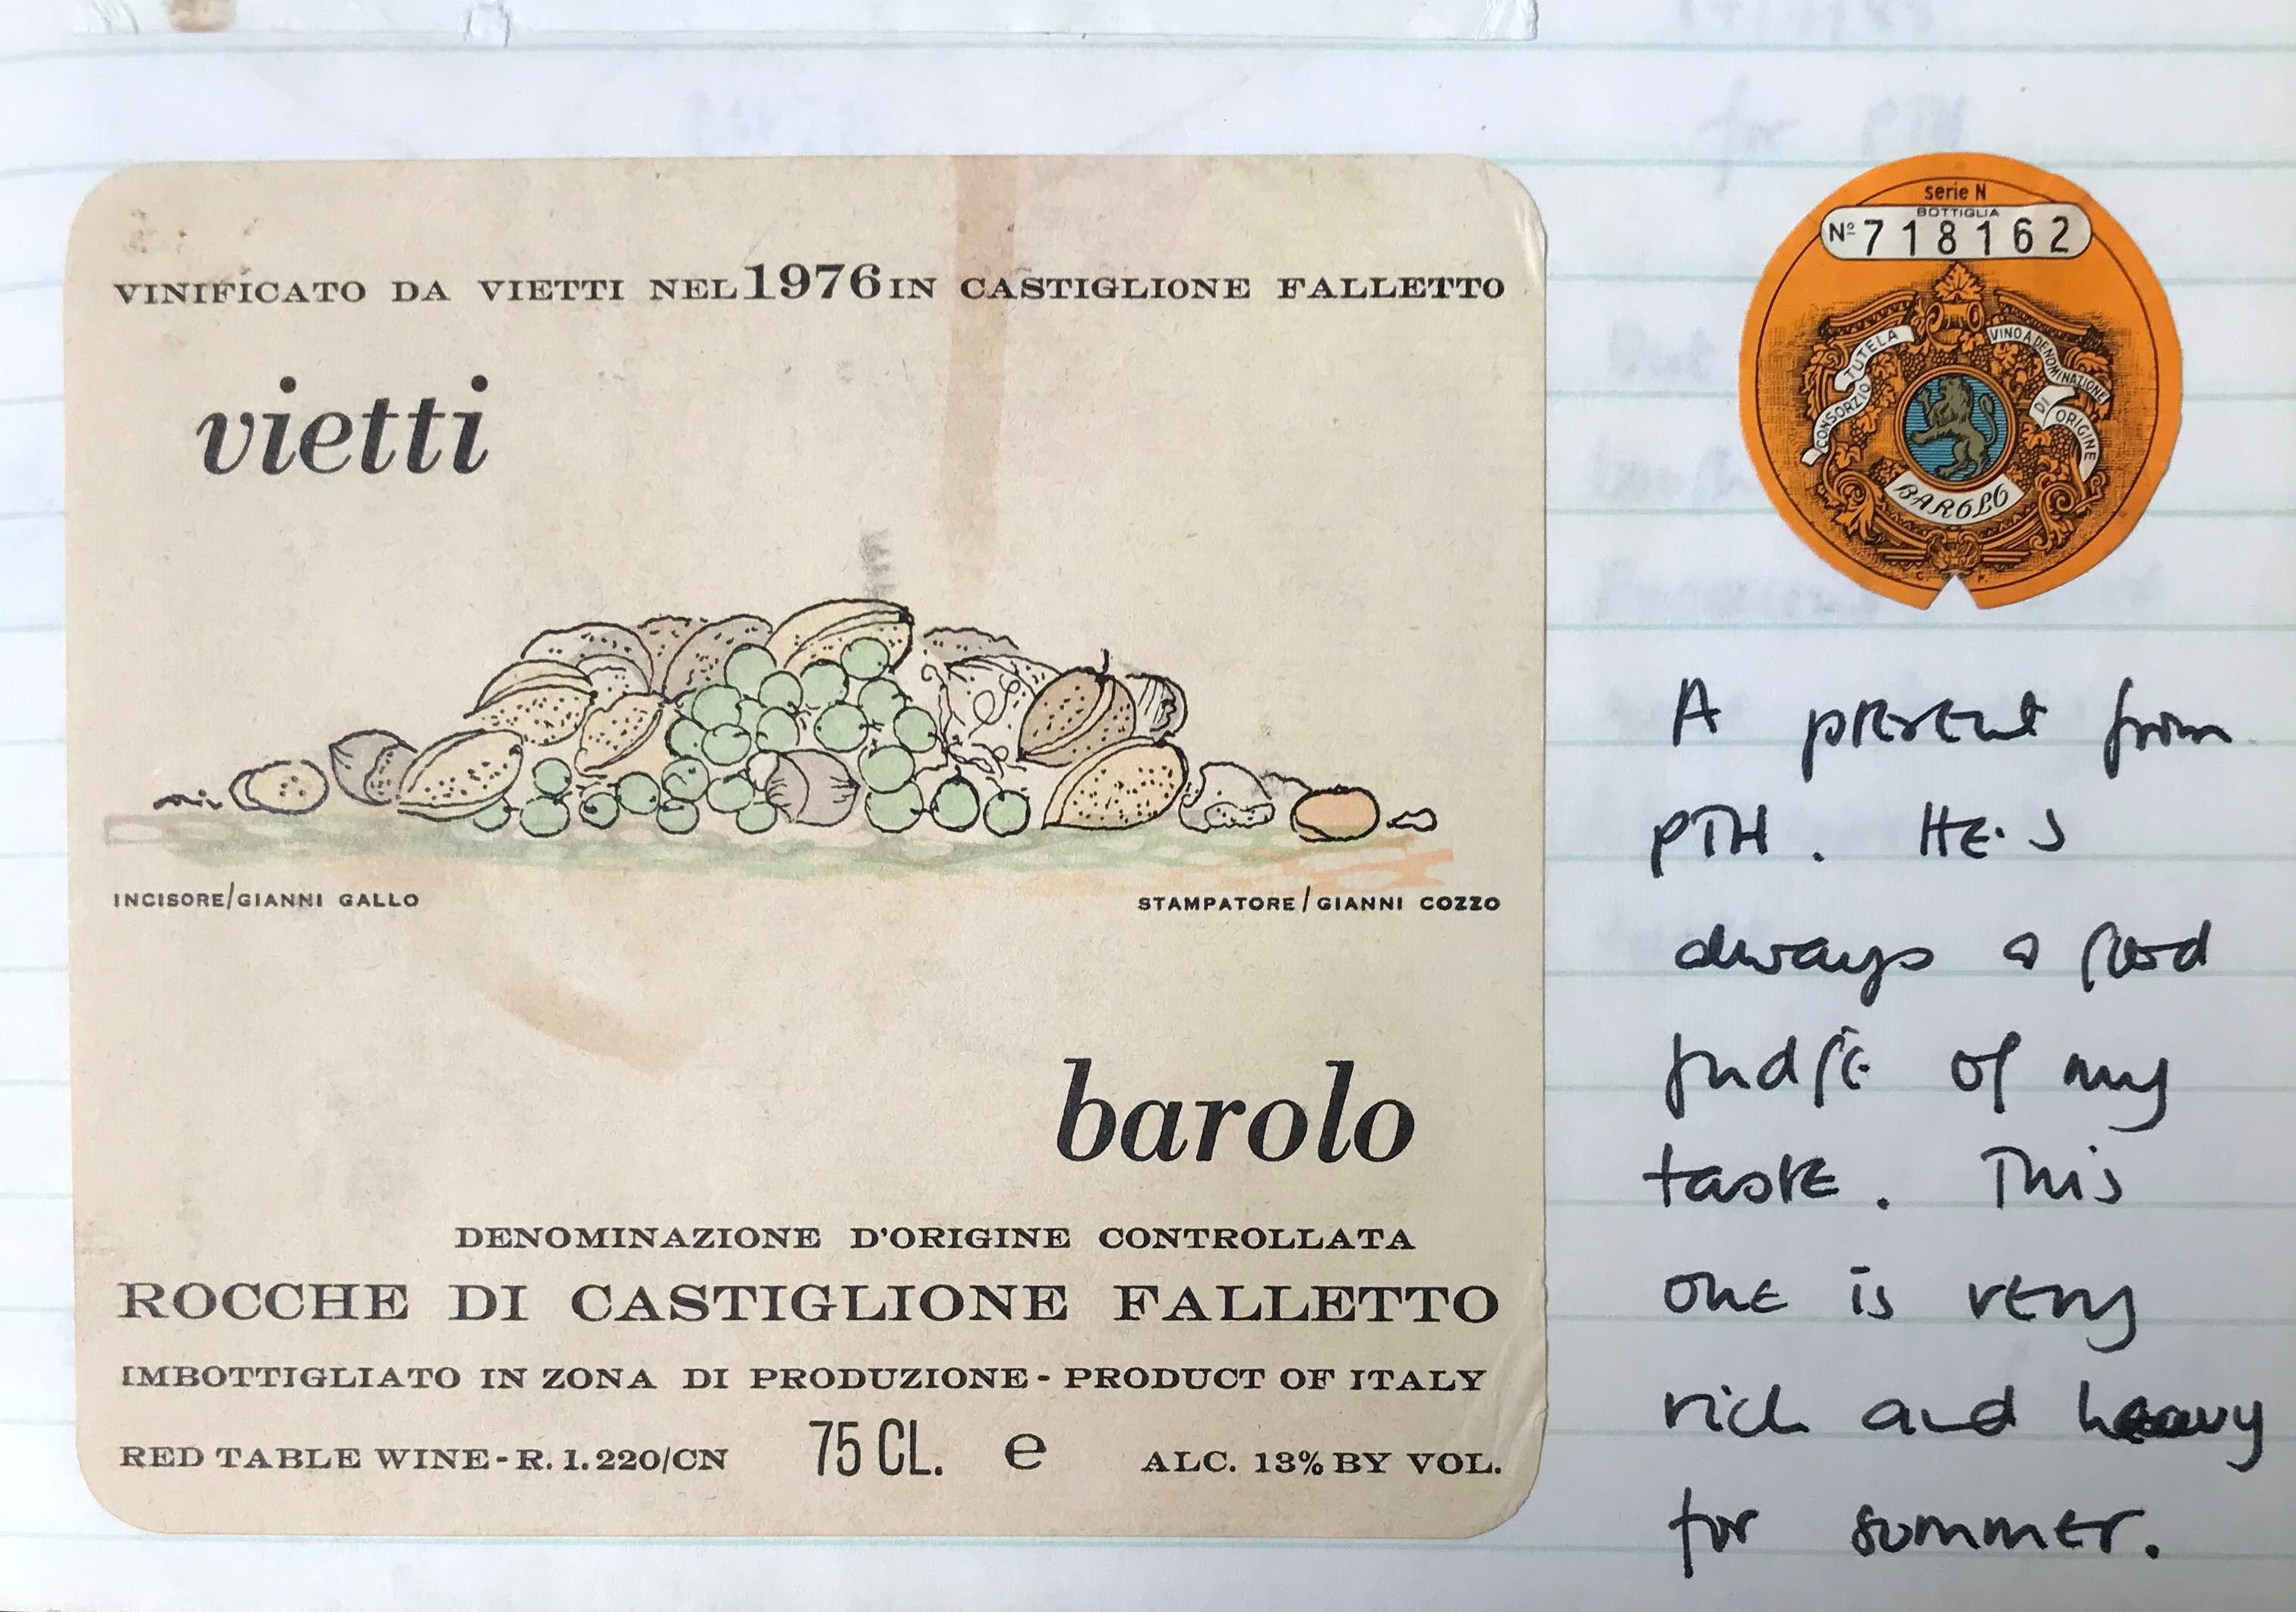 VINIFICATO DA VIETTI NEL 1976 IN CASTIGLIONE FALLETTO
vietti
INCISORE/GIANNI GALLO
STAMPATORE/GIANNI COZZO
barolo
DENOMINAZIONE D'ORIGINE CONTROLLATA
ROCCHE DI CASTIGLIONE FALLETTO
IMBOTTIGLIATO IN ZONA DI PRODUZIONE - PRODUCT OF ITALY
RED TABLE WINE - R. I. 220/CN 75 CL. e ALC. 13% BY VOL.
serie N
BOTTIGLIA
Nº 718162
CONSORZIO TUTELA
VINO A DENOMINAZIONE
DI ORIGINE
BAROLO
A present from
PTH. He's
always a good
judge of my
taste. This
one is very
rich and heavy
for summer.